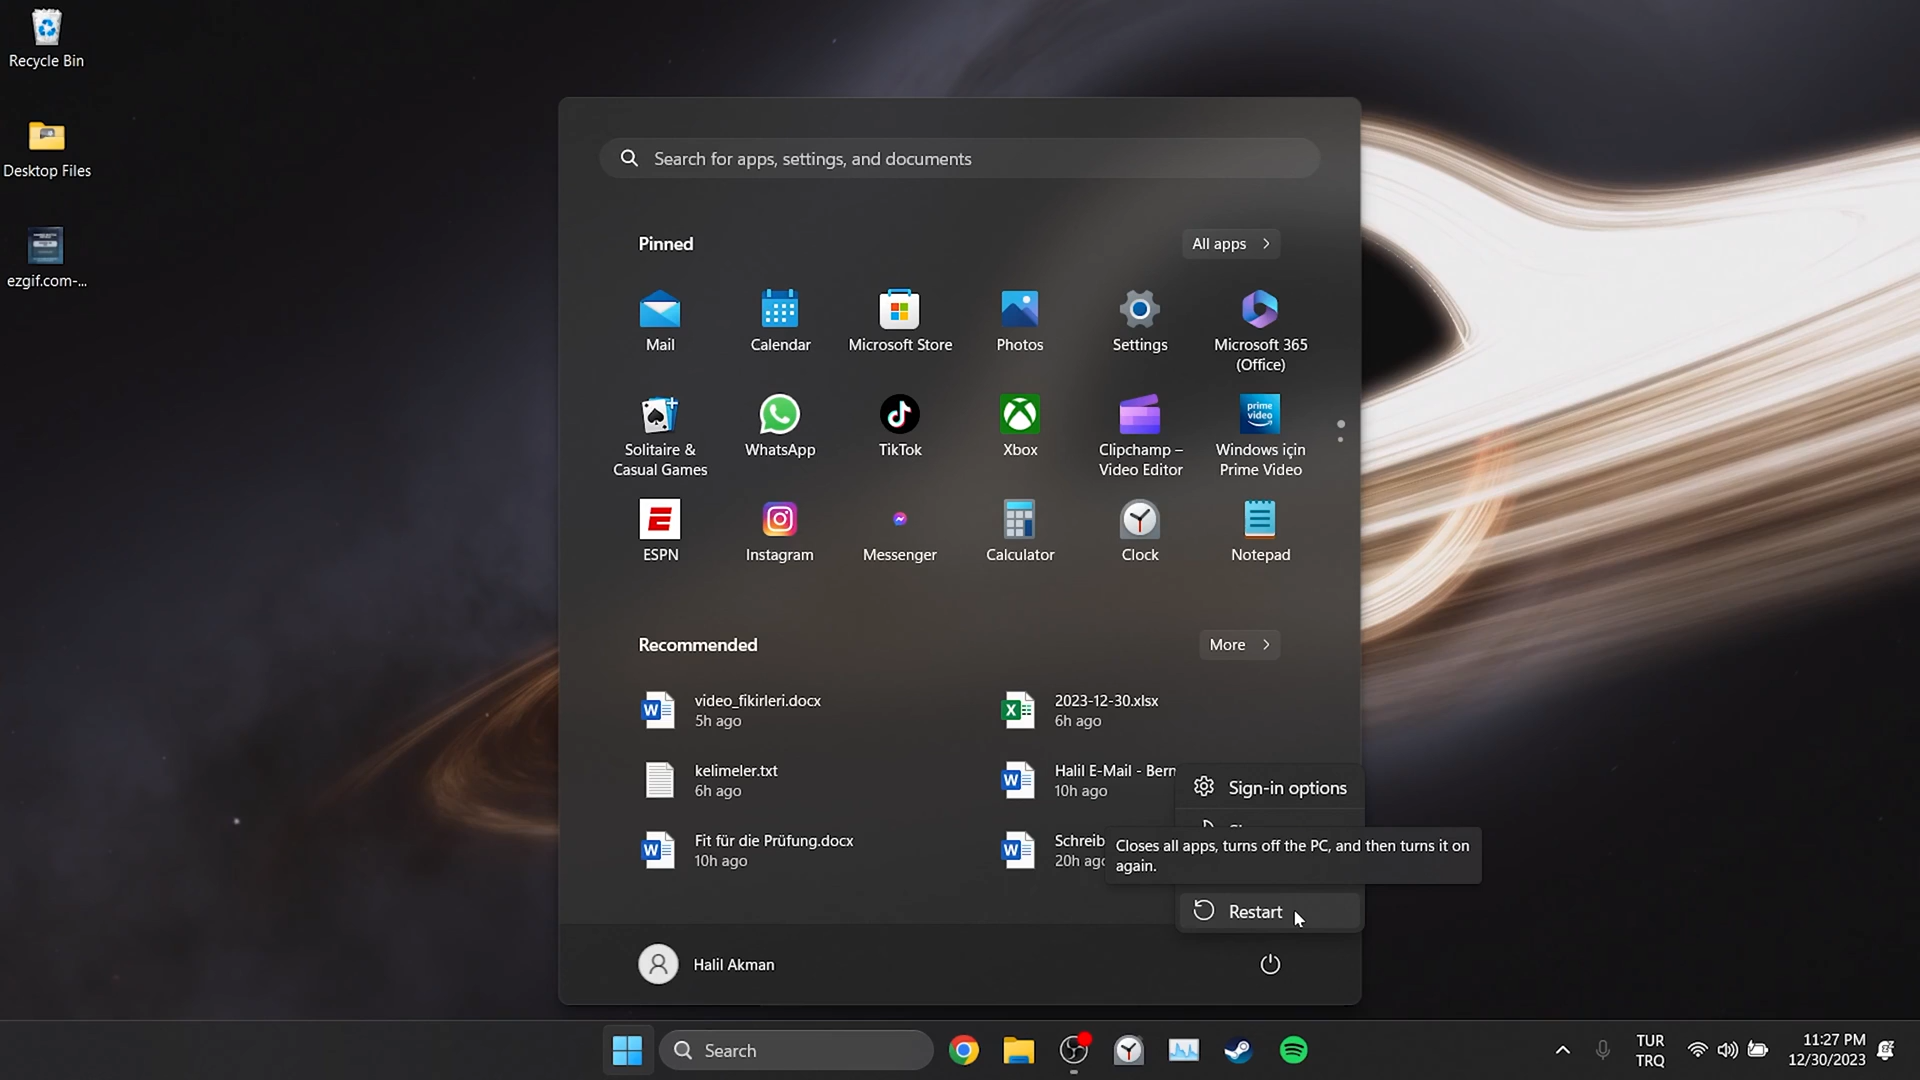 Recycle Bin
Desktop Files
ezgif.com-...
Search for apps, settings, and documents
Pinned
All apps
Mail
Calendar
Microsoft Store
Photos
Settings
Microsoft 365
(Office)
Solitaire &
Casual Games
WhatsApp
TikTok
Xbox
Clipchamp –
Video Editor
prime
video
Windows için
Prime Video
ESPN
Instagram
Messenger
Calculator
Clock
Notepad
Recommended
More
video_fikirleri.docx
5h ago
2023-12-30.xlsx
6h ago
kelimeler.txt
6h ago
Halil E-Mail - Bern
10h ago
Fit für die Prüfung.docx
10h ago
Schreib
20h ago
Sign-in options
Closes all apps, turns off the PC, and then turns it on
again.
Restart
Halil Akman
Search
TUR
TRQ
11:27 PM
12/30/2023